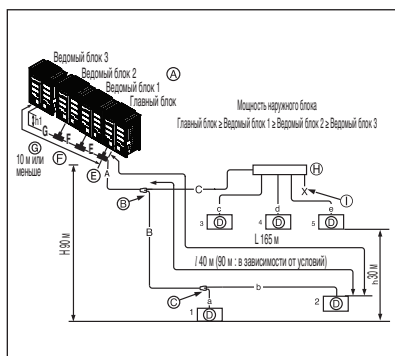 Ведомый блок 3
Ведомый блок 2
Ведомый блок 1
Главный блок
A
Мощность наружного блока
Главный блок ≥ Ведомый блок 1 ≥ Ведомый блок 2 ≥ Ведомый блок 3
G
F
E
G
10 м или
меньше
F
E
A
H
C
X
I
B
c
d
e
3
D
4
D
5
D
L 165 м
H 90 м
B
l 40 м (90 м : в зависимости от условий)
h 30 м
C
a
b
1
D
2
D